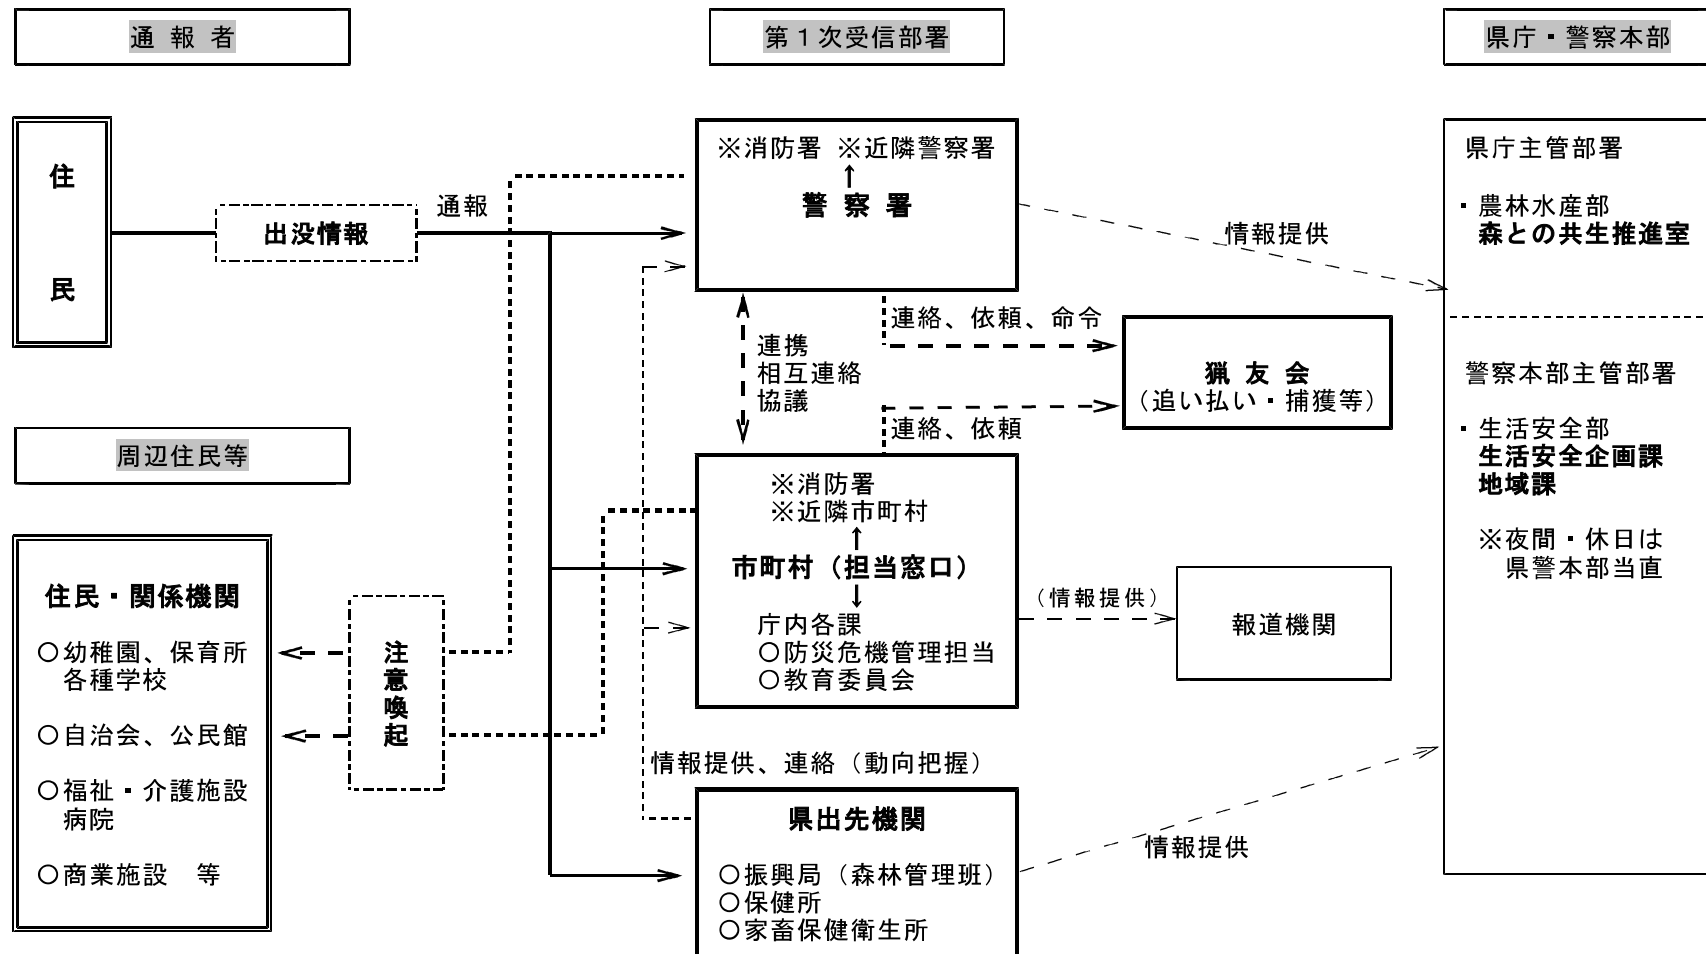 通 報 者
第１次受信部署
県庁・警察本部
住
民
出没情報
通報
※消防署 ※近隣警察署
↑
警 察 署
情報提供
県庁主管部署
・農林水産部
森との共生推進室
警察本部主管部署
・生活安全部
生活安全企画課
地域課
※夜間・休日は
県警本部当直
連携
相互連絡
協議
連絡、依頼、命令
猟 友 会
（追い払い・捕獲等）
連絡、依頼
周辺住民等
住民・関係機関
○幼稚園、保育所
各種学校
○自治会、公民館
○福祉・介護施設
病院
○商業施設　等
注
意
喚
起
※消防署
※近隣市町村
↑
市町村（担当窓口）
↓
庁内各課
○防災危機管理担当
○教育委員会
（情報提供）
報道機関
情報提供、連絡（動向把握）
県出先機関
○振興局（森林管理班）
○保健所
○家畜保健衛生所
情報提供